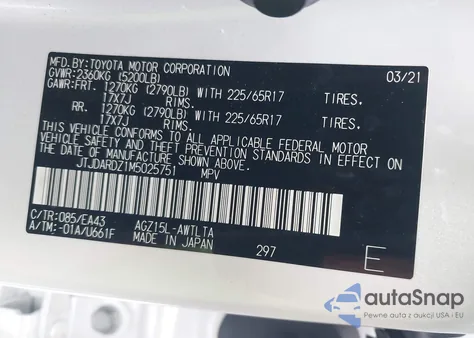 MFD.BY:TOYOTA MOTOR CORPORATION 03/21
GVWR:2360KG (5200LB)
GAWR:FRT. 1270KG (2790LB) WITH 225/65R17 TIRES.
17X7J RIMS.
RR. 1270KG (2790LB) WITH 225/65R17 TIRES.
17X7J RIMS.
THIS VEHICLE CONFORMS TO ALL APPLICABLE FEDERAL MOTOR
VEHICLE SAFETY AND THEFT PREVENTION STANDARDS IN EFFECT ON
THE DATE OF MANUFACTURE SHOWN ABOVE.
JTJDARDZ1M5025751 MPV
C/TR:085/EA43 AGZ15L-AWTLTA
A/TM:-01A/U661F MADE IN JAPAN 297 E
autoSnap
Pewne auta z aukcji USA i EU